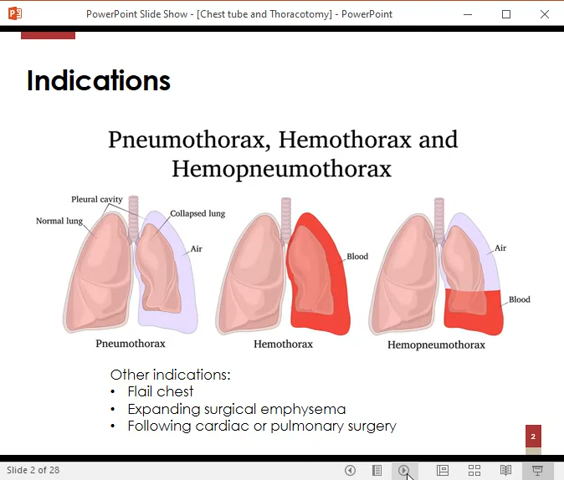 PowerPoint Slide Show - [Chest tube and Thoracotomy] - PowerPoint
Indications
Pneumothorax, Hemothorax and
Hemopneumothorax
Pleural cavity
Normal lung
Collapsed lung
Air
Pneumothorax
Blood
Hemothorax
Air
Blood
Hemopneumothorax
Other indications:
• Flail chest
• Expanding surgical emphysema
• Following cardiac or pulmonary surgery
2
Slide 2 of 28